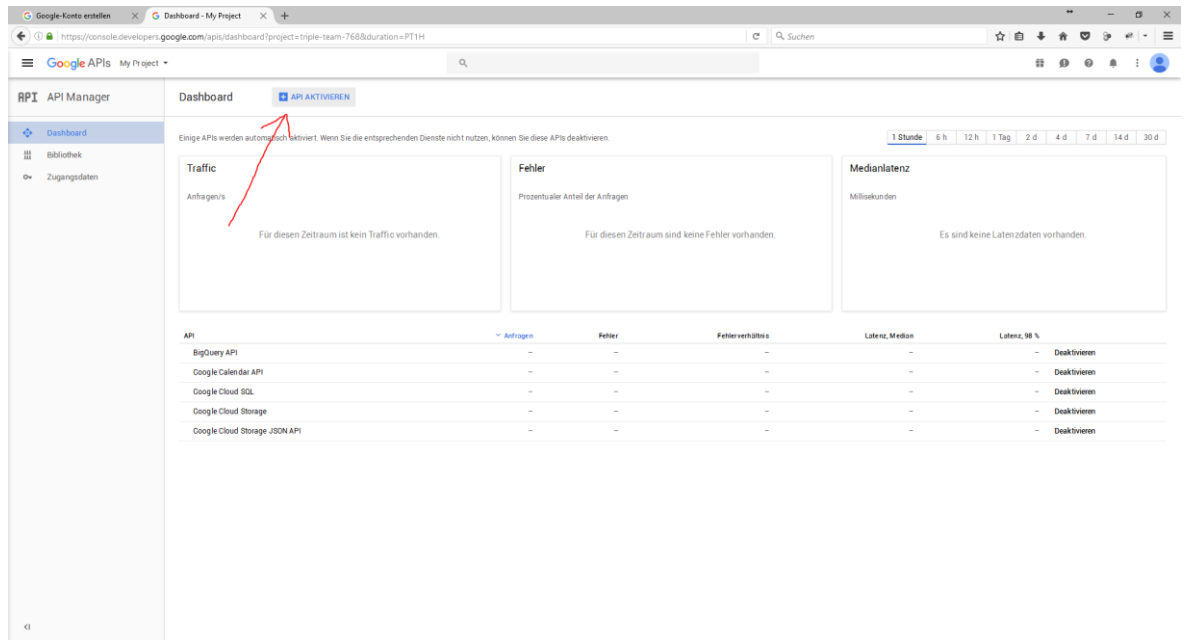 Google-Konto erstellen
Dashboard - My Project
https://console.developers.google.com/apis/dashboard?project=triple-team-768&duration=PT1H
Suchen
Google APIs My Project
API API Manager
Dashboard
API AKTIVIEREN
Dashboard
Bibliothek
Zugangsdaten
Einige APIs werden automatisch aktiviert. Wenn Sie die entsprechenden Dienste nicht nutzen, können Sie diese APIs deaktivieren.
1 Stunde 6 h 12 h 1 Tag 2 d 4 d 7 d 14 d 30 d
Traffic
Anfragen/s
Für diesen Zeitraum ist kein Traffic vorhanden.
Fehler
Prozentualer Anteil der Anfragen
Für diesen Zeitraum sind keine Fehler vorhanden.
Medianlatenz
Millisekunden
Es sind keine Latenzdaten vorhanden.
API Anfragen Fehler Fehlerverhältnis Latenz, Median Latenz, 98 %
BigQuery API – – – – – Deaktivieren
Google Calendar API – – – – – Deaktivieren
Google Cloud SQL – – – – – Deaktivieren
Google Cloud Storage – – – – – Deaktivieren
Google Cloud Storage JSON API – – – – – Deaktivieren